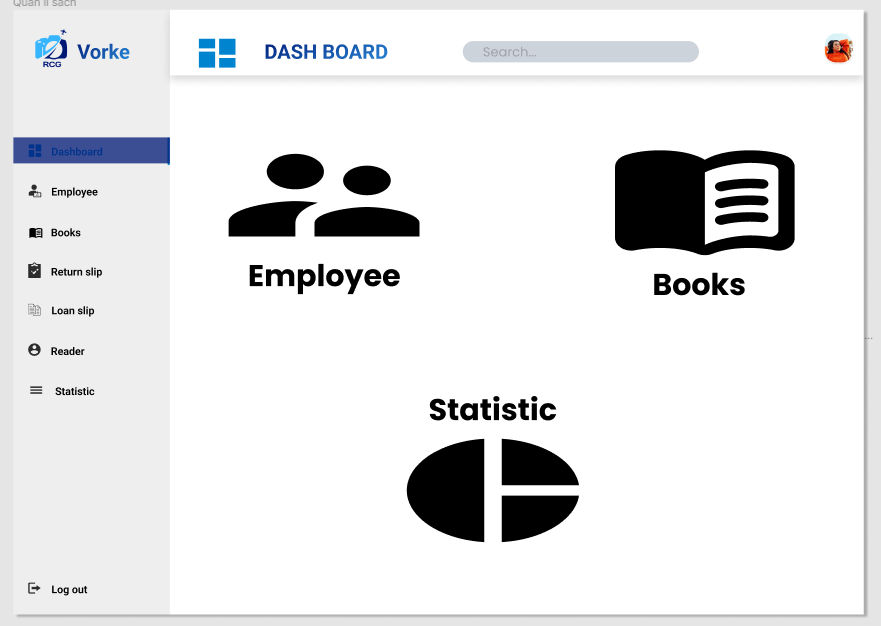 Quản lí sách
RCG
Vorke
DASH BOARD
Search...
Dashboard
Employee
Books
Return slip
Loan slip
Reader
Statistic
Log out
Employee
Books
Statistic